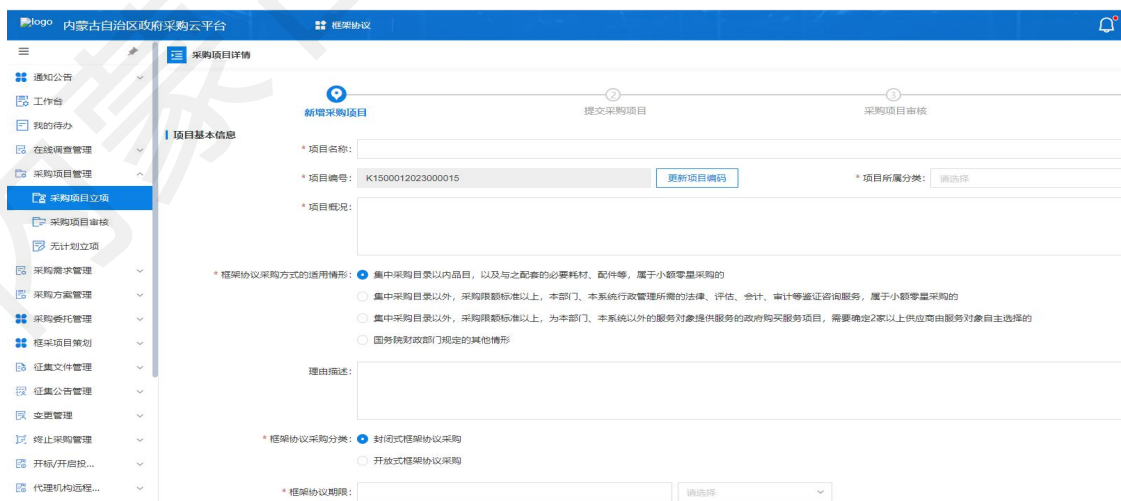 logo 内蒙古自治区政府采购云平台 框架协议
采购项目详情
通知公告
工作台
我的待办
在线调查管理
采购项目管理
采购项目立项
采购项目审核
无计划立项
采购需求管理
采购方案管理
采购委托管理
框采项目策划
征集文件管理
征集公告管理
变更管理
终止采购管理
开标/开启投...
代理机构远程...
新增采购项目
2
提交采购项目
3
采购项目审核
项目基本信息
* 项目名称:
* 项目编号: K1500012023000015 更新项目编码 * 项目所属分类: 请选择
* 项目概况:
* 框架协议采购方式的适用情形: 集中采购目录以内品目，以及与之配套的必要耗材、配件等，属于小额零星采购的
集中采购目录以外，采购限额标准以上，本部门、本系统行政管理所需的法律、评估、会计、审计等鉴证咨询服务，属于小额零星采购的
集中采购目录以外，采购限额标准以上，为本部门、本系统以外的服务对象提供服务的政府购买服务项目，需要确定2家以上供应商由服务对象自主选择的
国务院财政部门规定的其他情形
理由描述:
* 框架协议采购分类: 封闭式框架协议采购
开放式框架协议采购
* 框架协议期限: 请选择